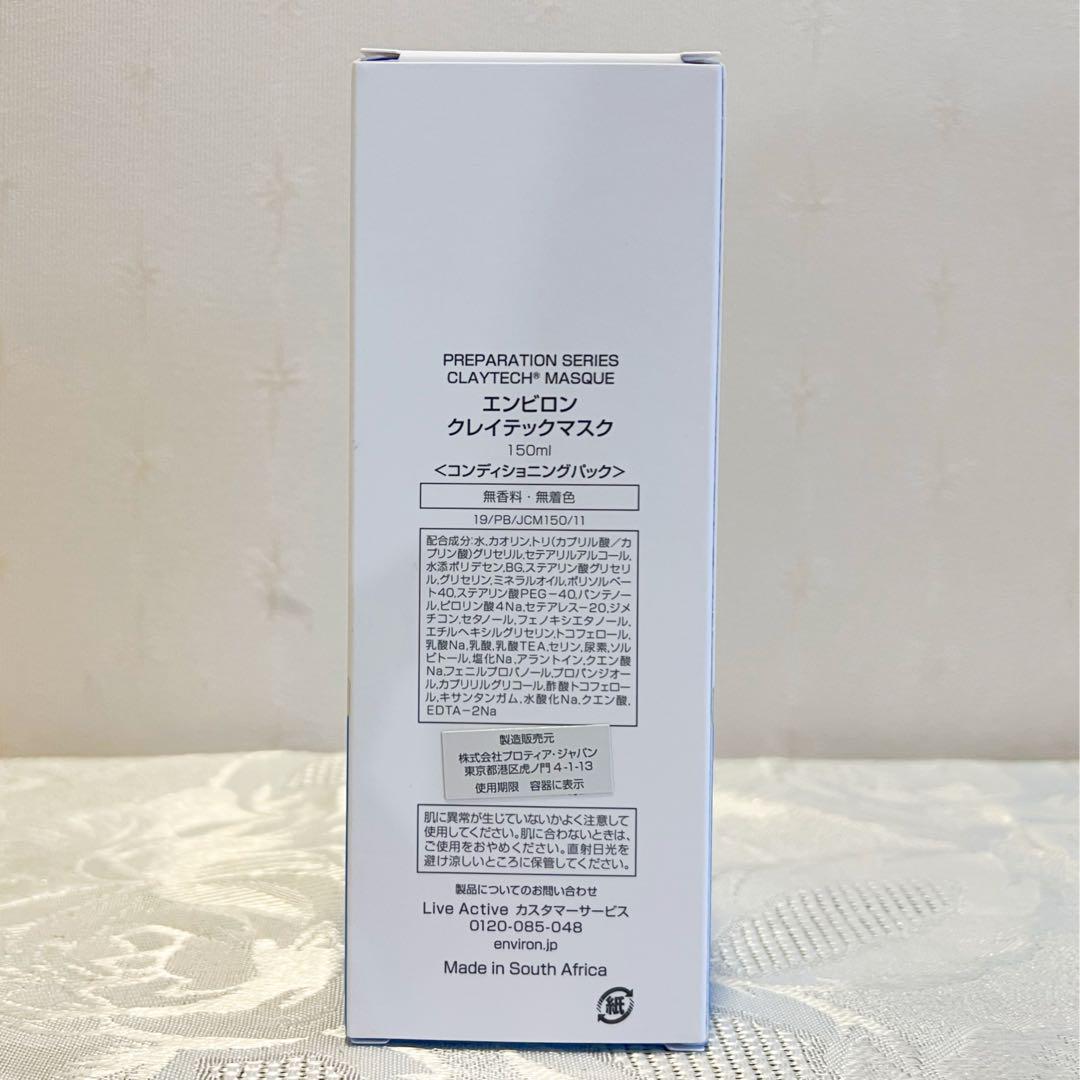 PREPARATION SERIES
CLAYTECH® MASQUE
エンビロン
クレイテックマスク
150ml
<コンディショニングパック>
無香料・無着色
19/PB/JCM150/11
配合成分:水,カオリン,トリ(カプリル酸／カ
プリン酸)グリセリル,セテアリルアルコール,
水添ポリデセン,BG,ステアリン酸グリセリ
ル,グリセリン,ミネラルオイル,ポリソルベー
ト40,ステアリン酸PEG－40,パンテノー
ル,ピロリン酸4Na,セテアレス－20,ジメ
チコン,セタノール,フェノキシエタノール,
エチルヘキシルグリセリン,トコフェロール,
乳酸Na,乳酸,乳酸TEA,セリン,尿素,ソル
ビトール,塩化Na,アラントイン,クエン酸
Na,フェニルプロパノール,プロパンジオー
ル,カプリリルグリコール,酢酸トコフェロー
ル,キサンタンガム,水酸化Na,クエン酸,
EDTA－2Na
製造販売元
株式会社プロティア・ジャパン
東京都港区虎ノ門 4-1-13
使用期限 容器に表示
肌に異常が生じていないかよく注意して
使用してください。肌に合わないときは、
ご使用をおやめください。直射日光を
避け涼しいところに保管してください。
製品についてのお問い合わせ
Live Active カスタマーサービス
0120-085-048
environ.jp
Made in South Africa
紙